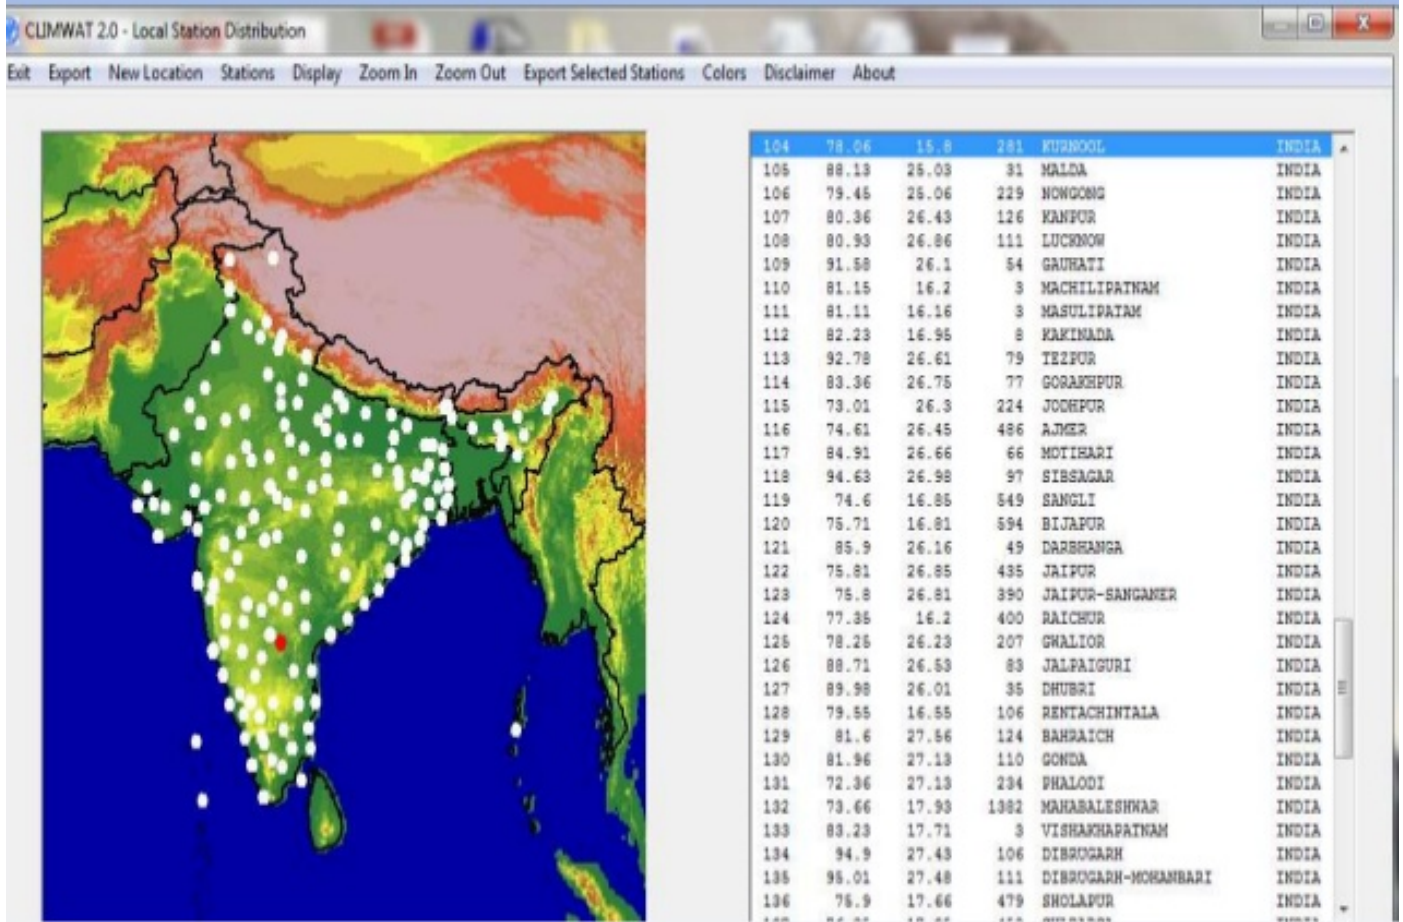 CLIMWAT 2.0 - Local Station Distribution
Exit Export New Location Stations Display Zoom In Zoom Out Export Selected Stations Colors Disclaimer About
104 78.06 15.8 281 KURNOOL INDIA
105 88.13 25.03 31 MALDA INDIA
106 79.45 25.06 229 NOWGONG INDIA
107 80.36 26.43 126 KANPUR INDIA
108 80.93 26.86 111 LUCKNOW INDIA
109 91.58 26.1 54 GAUHATI INDIA
110 81.15 16.2 3 MACHILIPATNAM INDIA
111 81.11 16.16 3 MASULIPATAM INDIA
112 82.23 16.95 8 KAKINADA INDIA
113 92.78 26.61 79 TEZPUR INDIA
114 83.36 26.75 77 GORAKHPUR INDIA
115 73.01 26.3 224 JODHPUR INDIA
116 74.61 26.45 486 AJMER INDIA
117 84.91 26.66 66 MOTIHARI INDIA
118 94.63 26.98 97 SIBSAGAR INDIA
119 74.6 16.85 549 SANGLI INDIA
120 75.71 16.81 594 BIJAPUR INDIA
121 85.9 26.16 49 DARBHANGA INDIA
122 75.81 26.85 435 JAIPUR INDIA
123 75.8 26.81 390 JAIPUR-SANGANER INDIA
124 77.35 16.2 400 RAICHUR INDIA
125 78.25 26.23 207 GWALIOR INDIA
126 88.71 26.53 83 JALPAIGURI INDIA
127 89.98 26.01 35 DHUBRI INDIA
128 79.55 16.55 106 RENTACHINTALA INDIA
129 81.6 27.56 124 BAHRAICH INDIA
130 81.96 27.13 110 GONDA INDIA
131 72.36 27.13 234 PHALODI INDIA
132 73.66 17.93 1382 MAHABALESHWAR INDIA
133 83.23 17.71 3 VISHAKHAPATNAM INDIA
134 94.9 27.43 106 DIBRUGARH INDIA
135 95.01 27.48 111 DIBRUGARH-MOHANBARI INDIA
136 75.9 17.66 479 SHOLAPUR INDIA